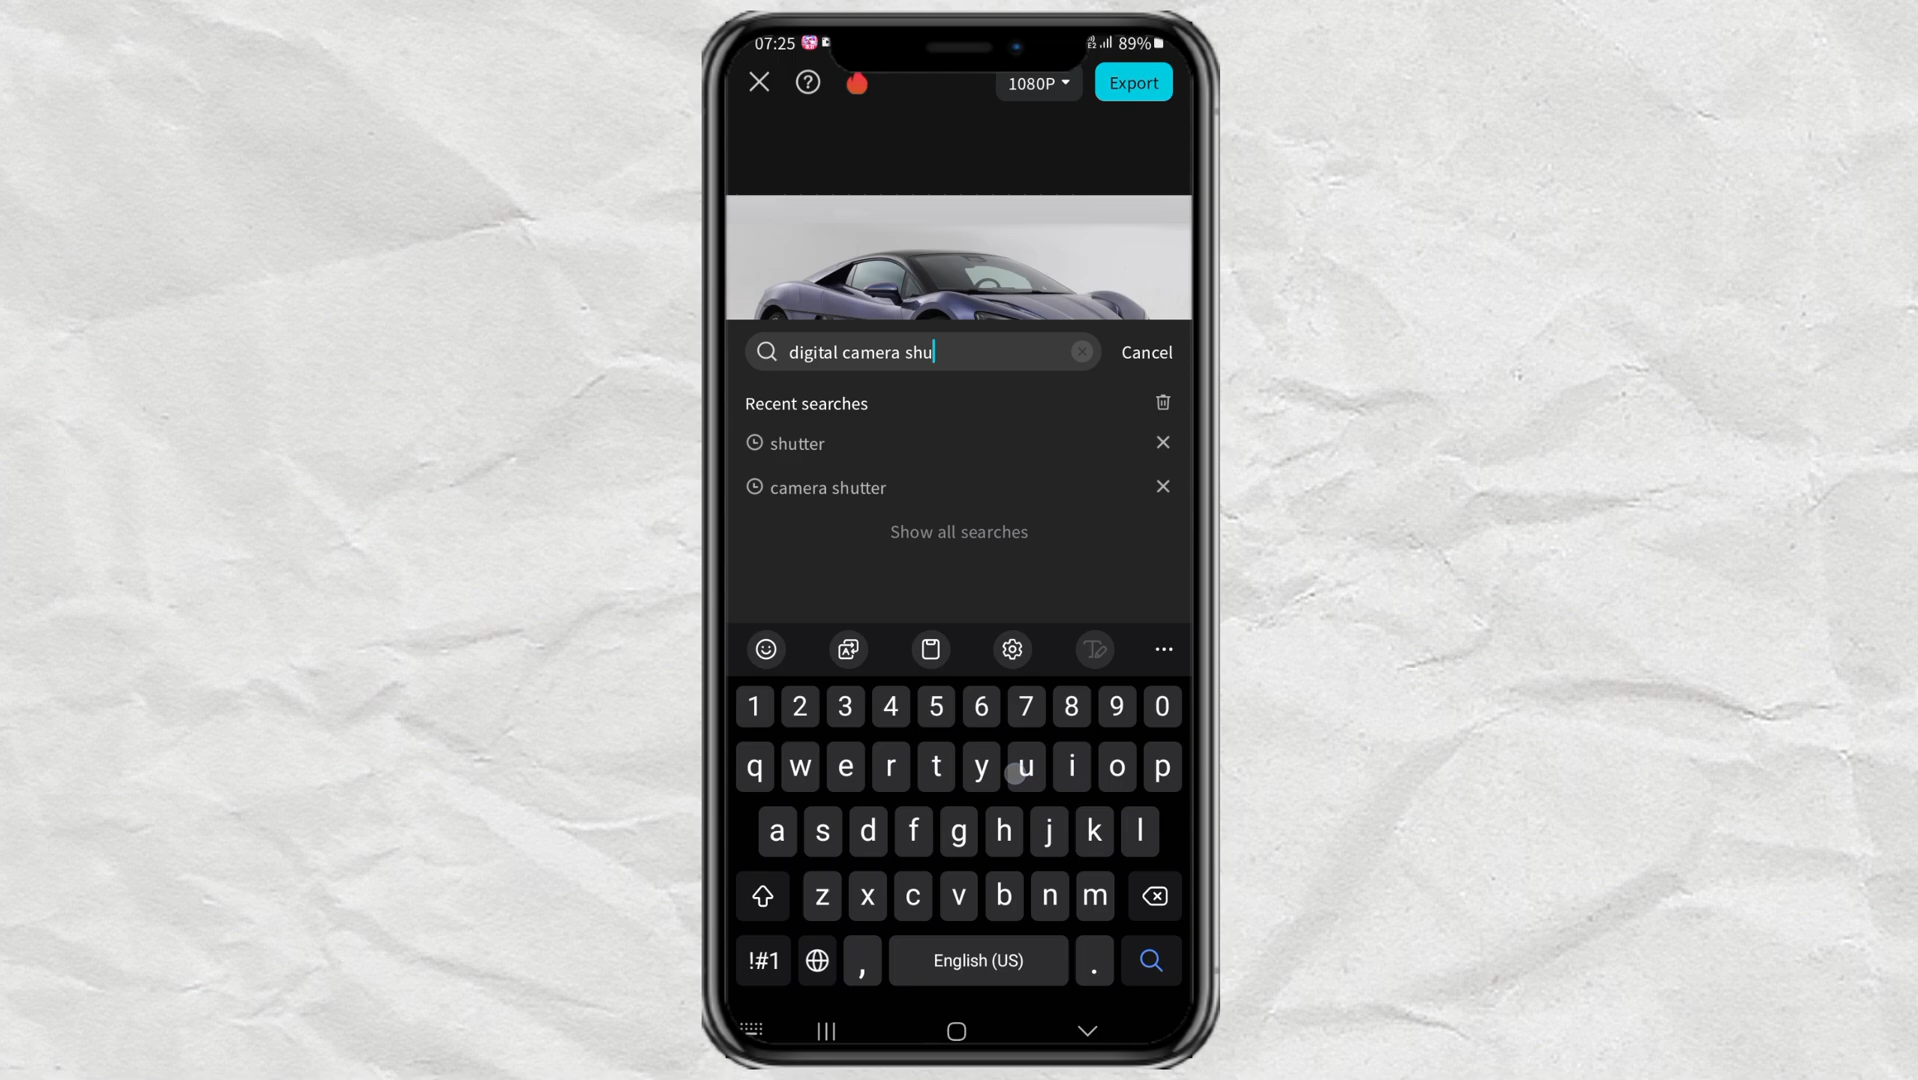 07:25
89%
1080P
Export
digital camera shu
Cancel
Recent searches
shutter
camera shutter
Show all searches
1 2 3 4 5 6 7 8 9 0
q w e r t y u i o p
a s d f g h j k l
z x c v b n m
!#1 , English (US) .